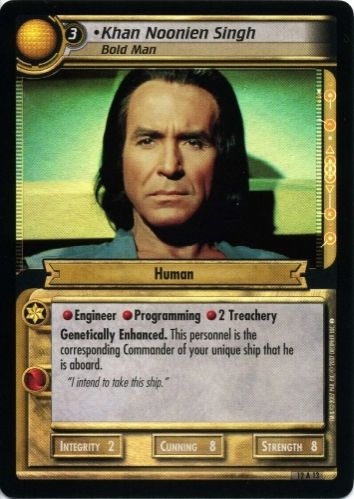 3
•Khan Noonien Singh
Bold Man
Human
•Engineer •Programming •2 Treachery
Genetically Enhanced. This personnel is the
corresponding Commander of your unique ship that he
is aboard.
"I intend to take this ship."
INTEGRITY 2 CUNNING 8 STRENGTH 8
12 A 13